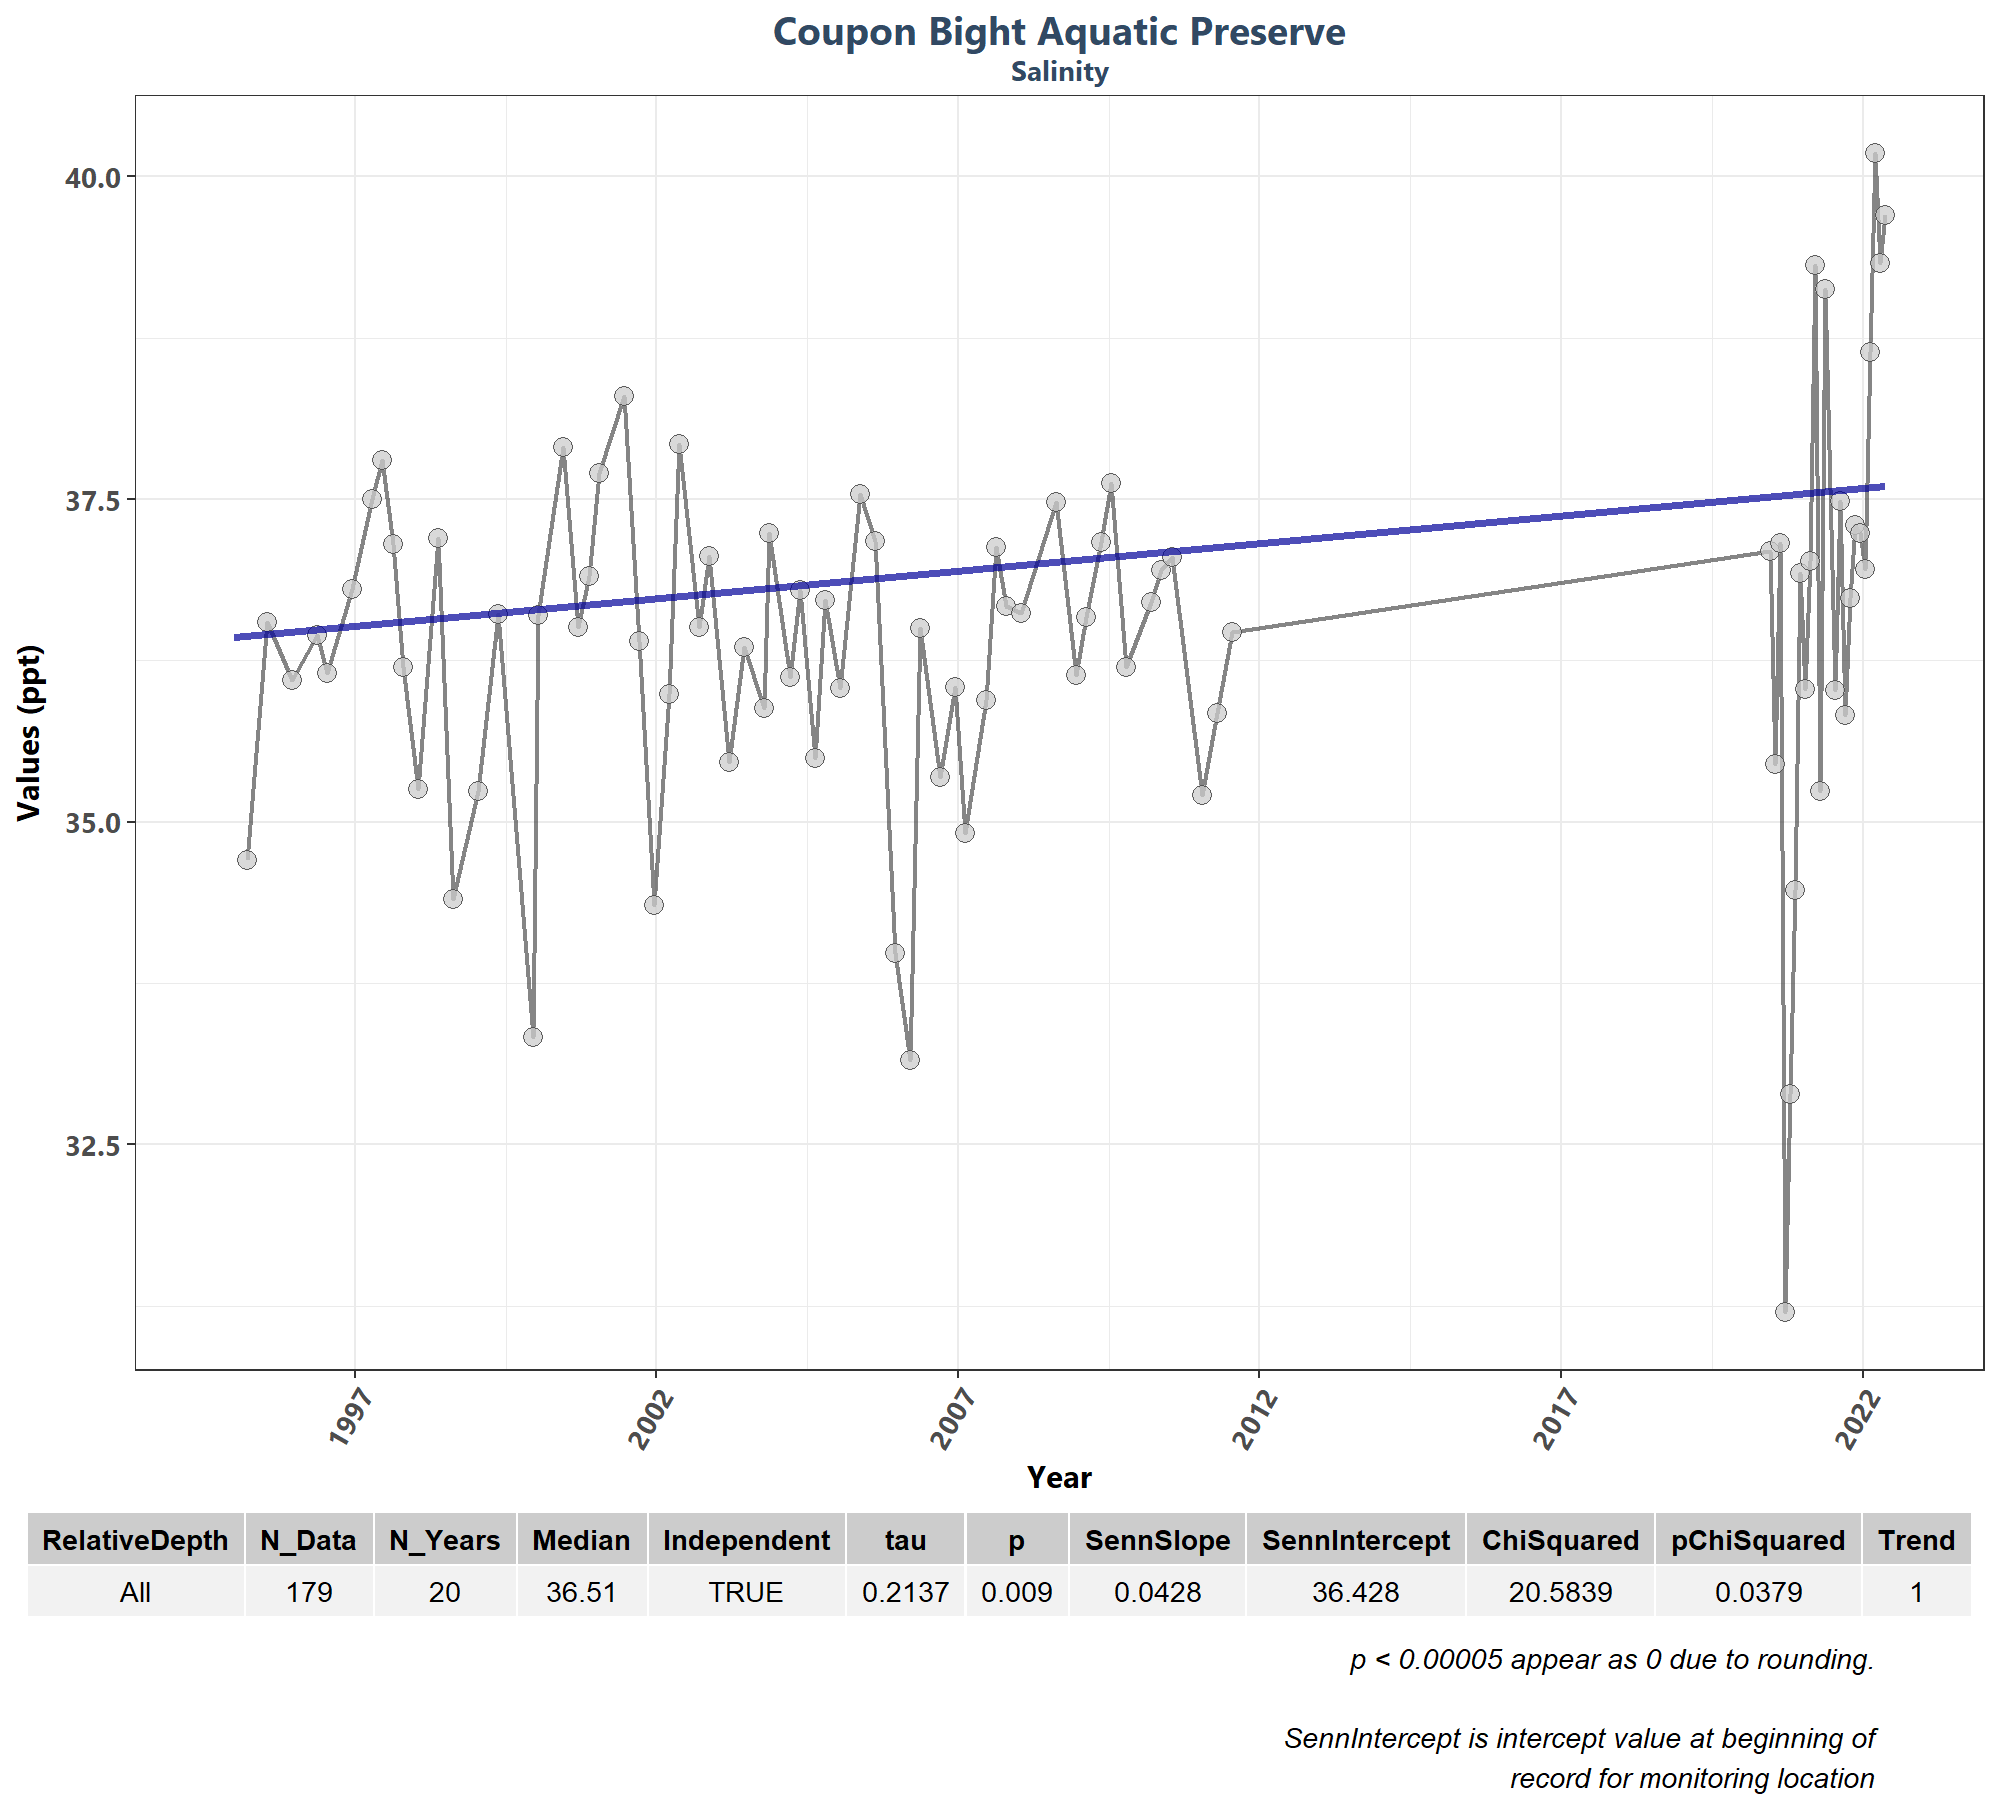 Coupon Bight Aquatic Preserve
Salinity
Values (ppt)
40.0
37.5
35.0
32.5
1997 2002 2007 2012 2017 2022
Year
RelativeDepth N_Data N_Years Median Independent tau p SennSlope SennIntercept ChiSquared pChiSquared Trend
All 179 20 36.51 TRUE 0.2137 0.009 0.0428 36.428 20.5839 0.0379 1
p < 0.00005 appear as 0 due to rounding.
SennIntercept is intercept value at beginning of
record for monitoring location